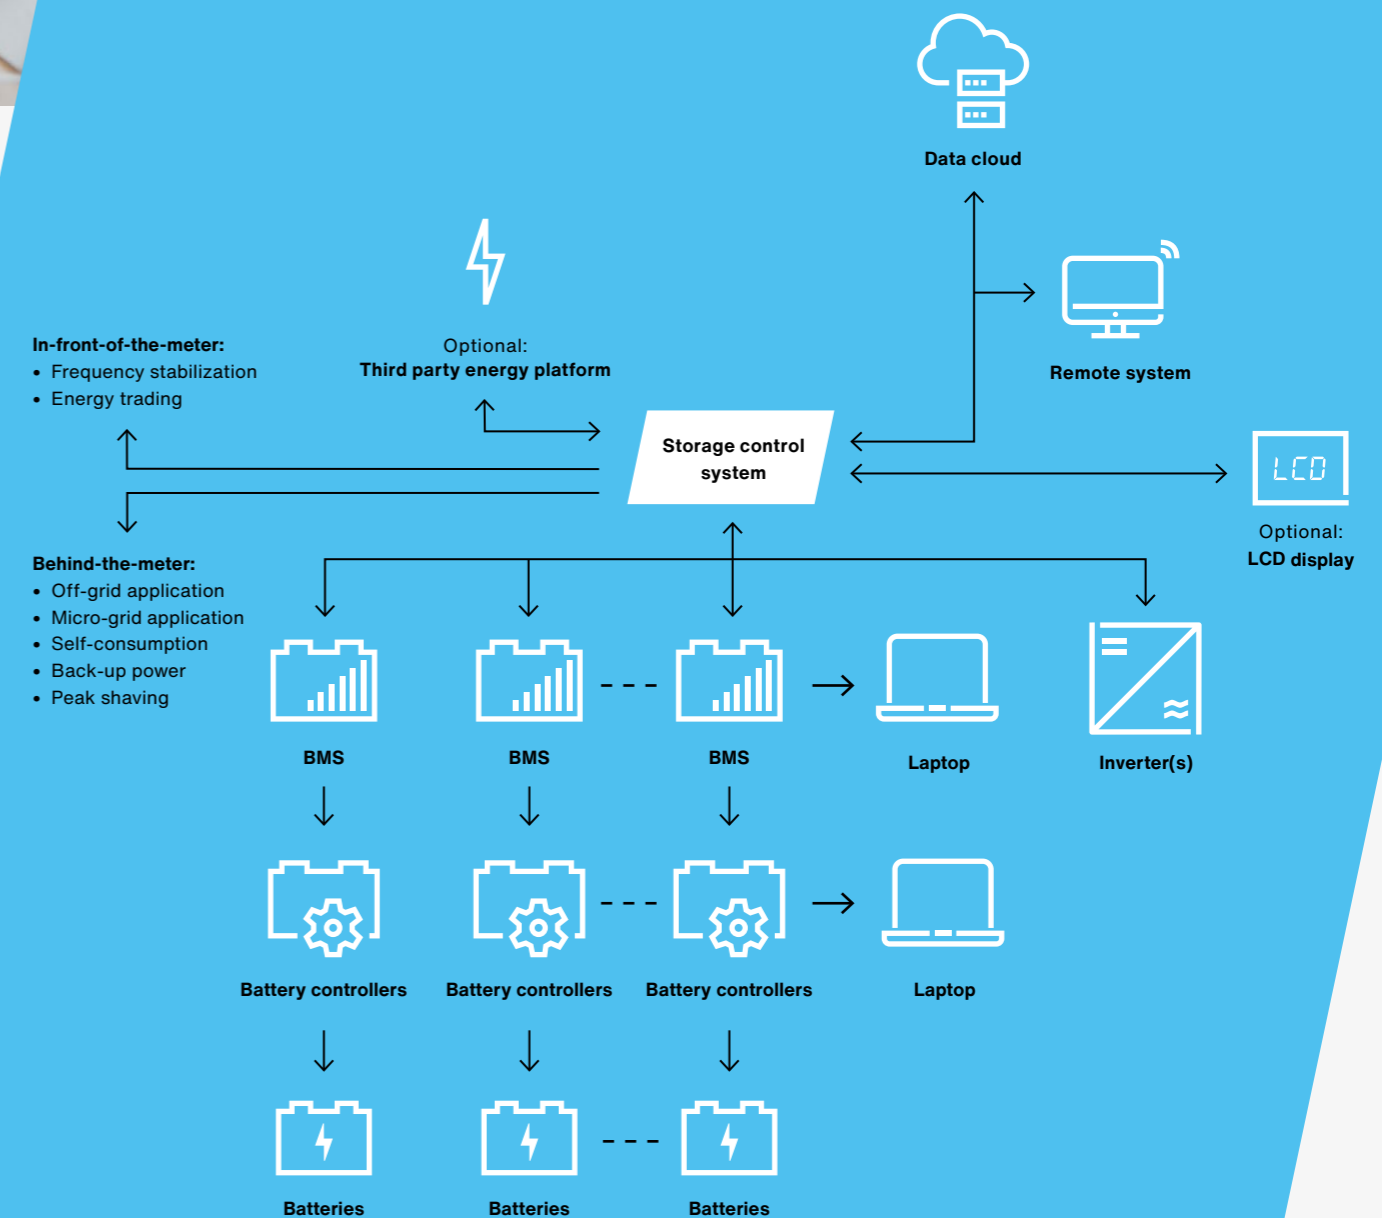 Data cloud
Remote system
Optional:
Third party energy platform
In-front-of-the-meter:
• Frequency stabilization
• Energy trading
Storage control
system
LCD
Optional:
LCD display
Behind-the-meter:
• Off-grid application
• Micro-grid application
• Self-consumption
• Back-up power
• Peak shaving
BMS
BMS
BMS
Laptop
Inverter(s)
Battery controllers
Battery controllers
Battery controllers
Laptop
Batteries
Batteries
Batteries